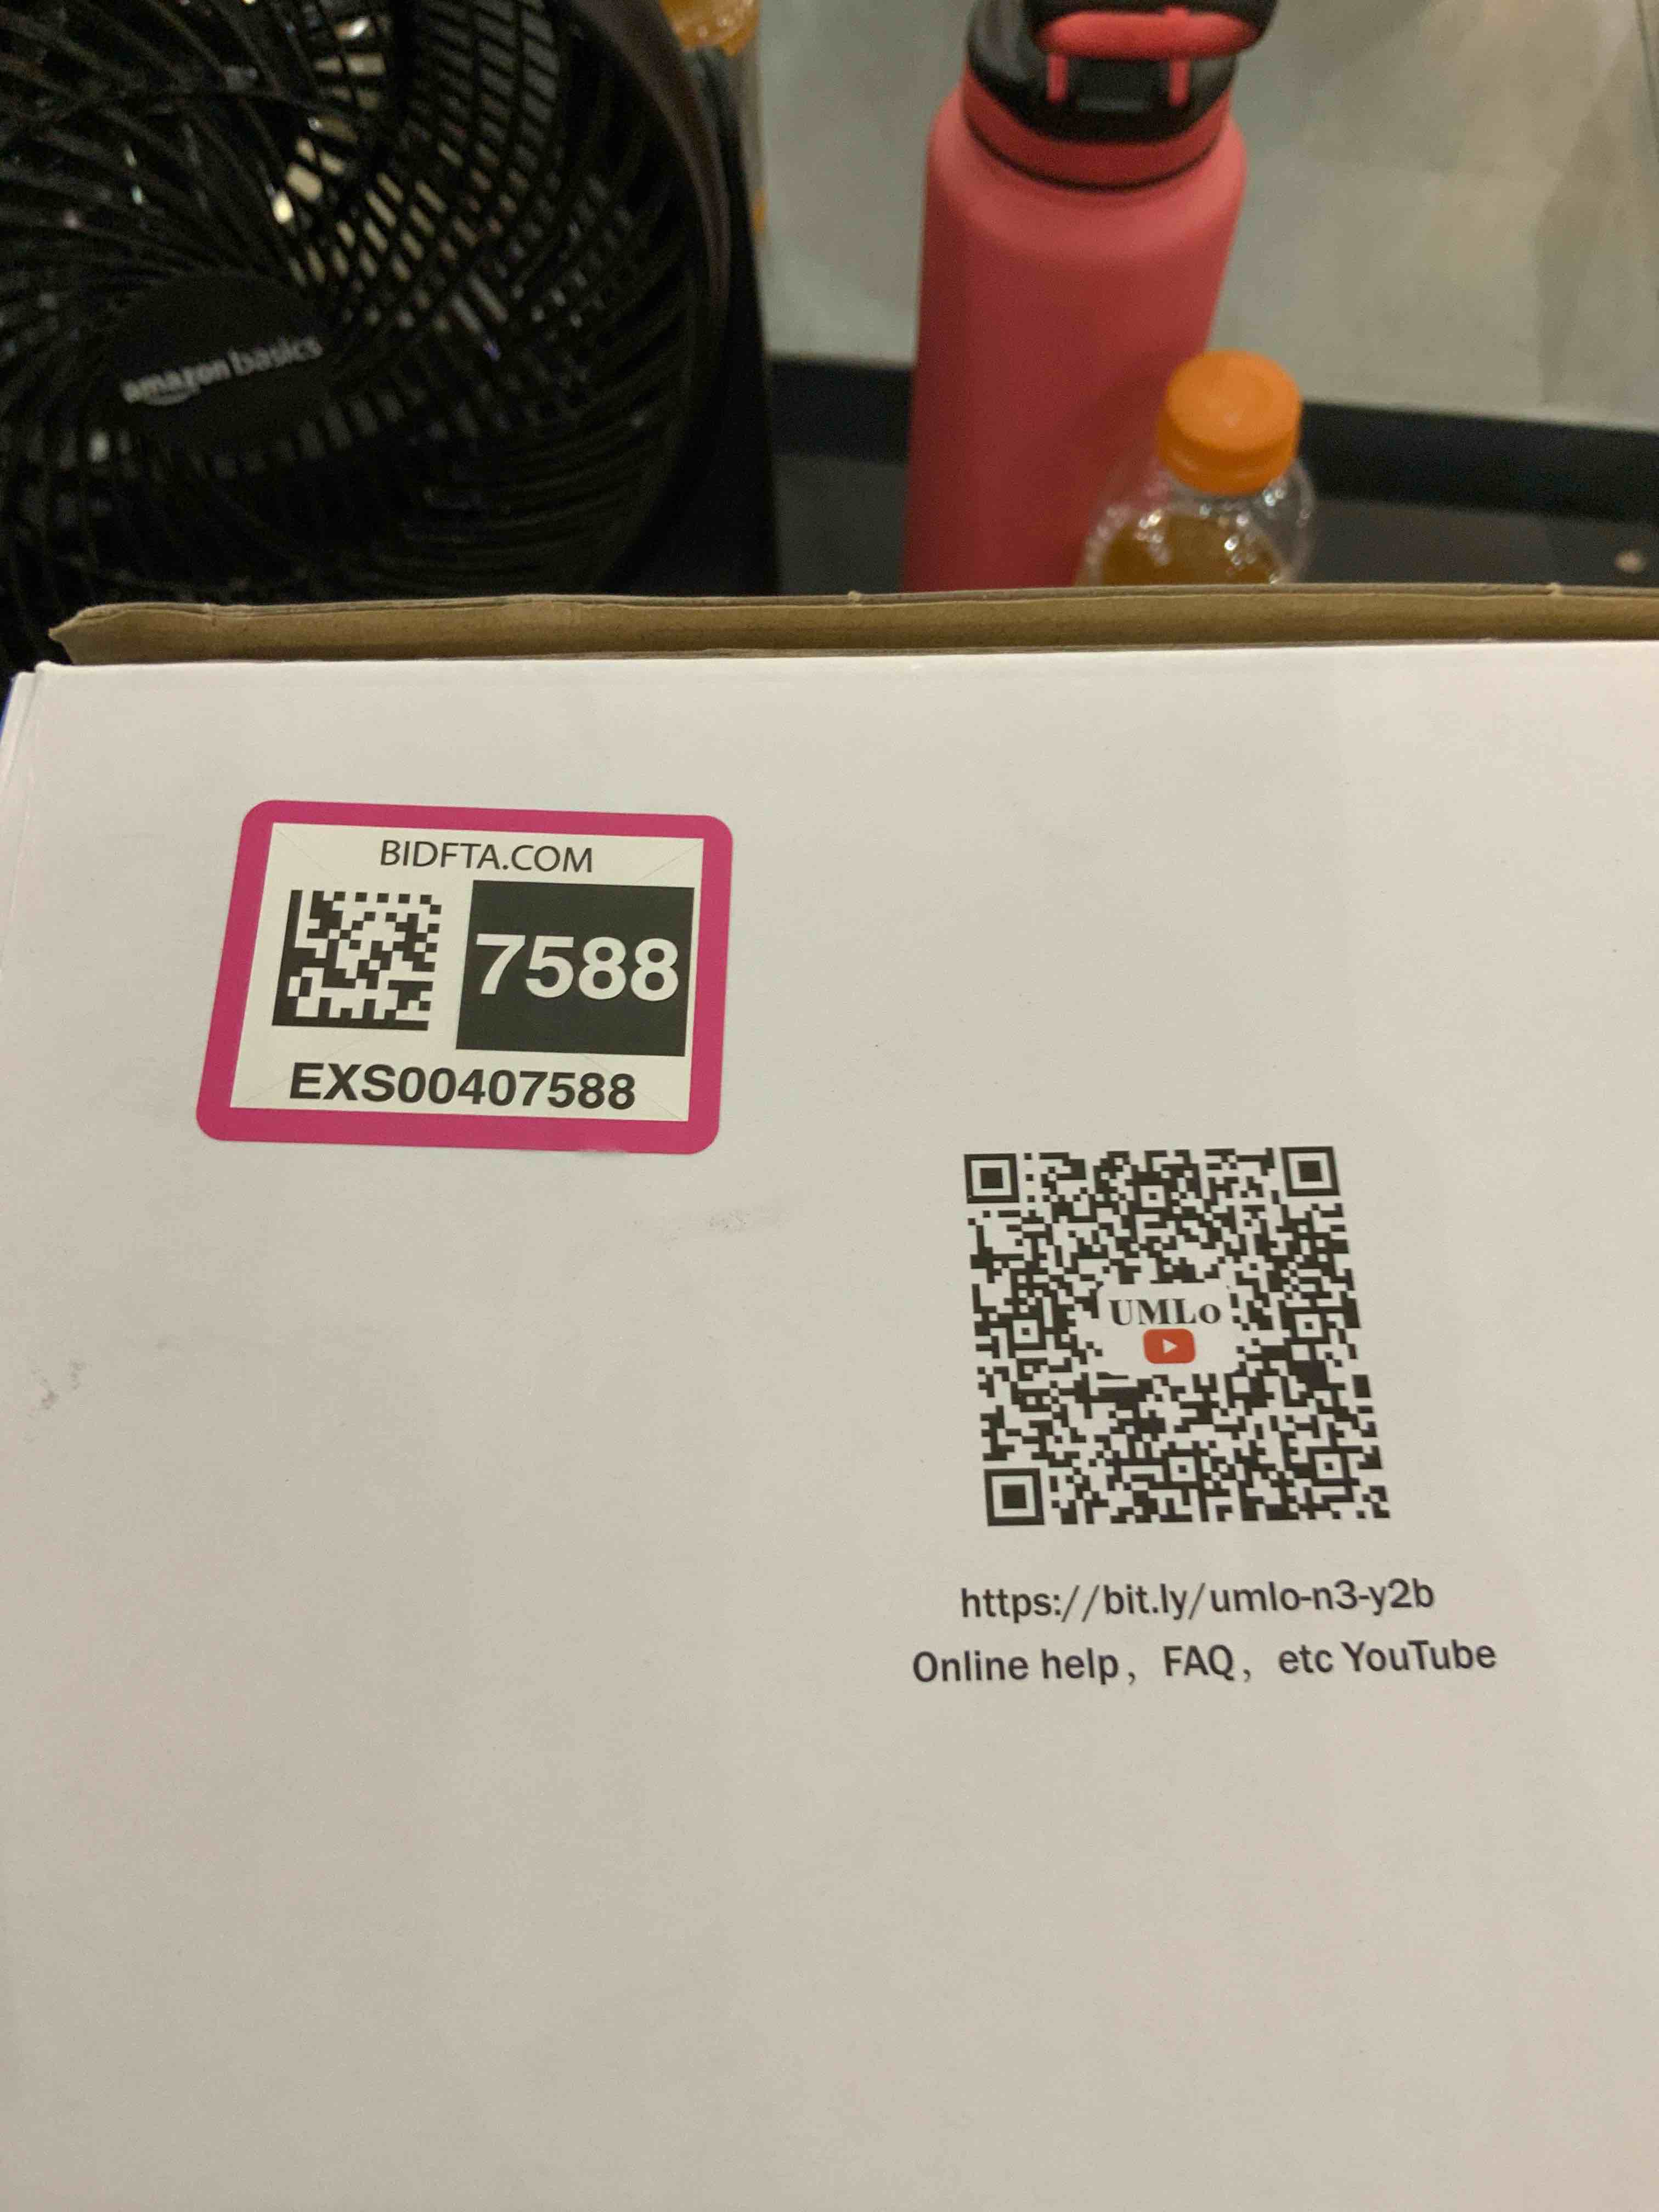 amazon basics
BIDFTA.COM
7588
EXS00407588
UMLo
https://bit.ly/umlo-n3-y2b
Online help, FAQ, etc YouTube